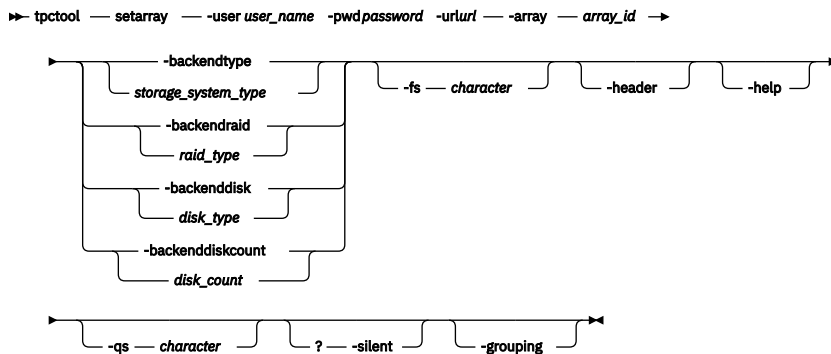 tpctool setarray -user user_name -pwd password -url url -array array_id
-backendtype
storage_system_type
-fs character
-header
-help
-backendraid
raid_type
-backenddisk
disk_type
-backenddiskcount
disk_count
-qs character
? -silent
-grouping